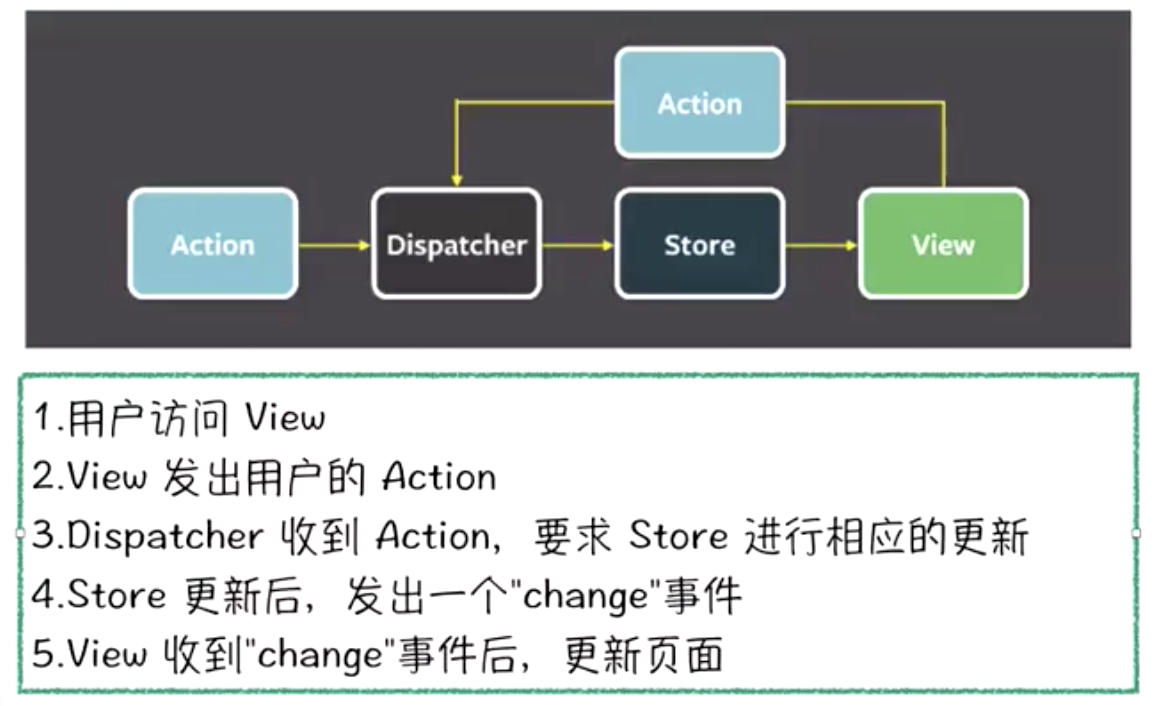 Action
Action
Dispatcher
Store
View
1.用户访问 View
2.View 发出用户的 Action
3.Dispatcher 收到 Action，要求 Store 进行相应的更新
4.Store 更新后，发出一个"change"事件
5.View 收到"change"事件后，更新页面